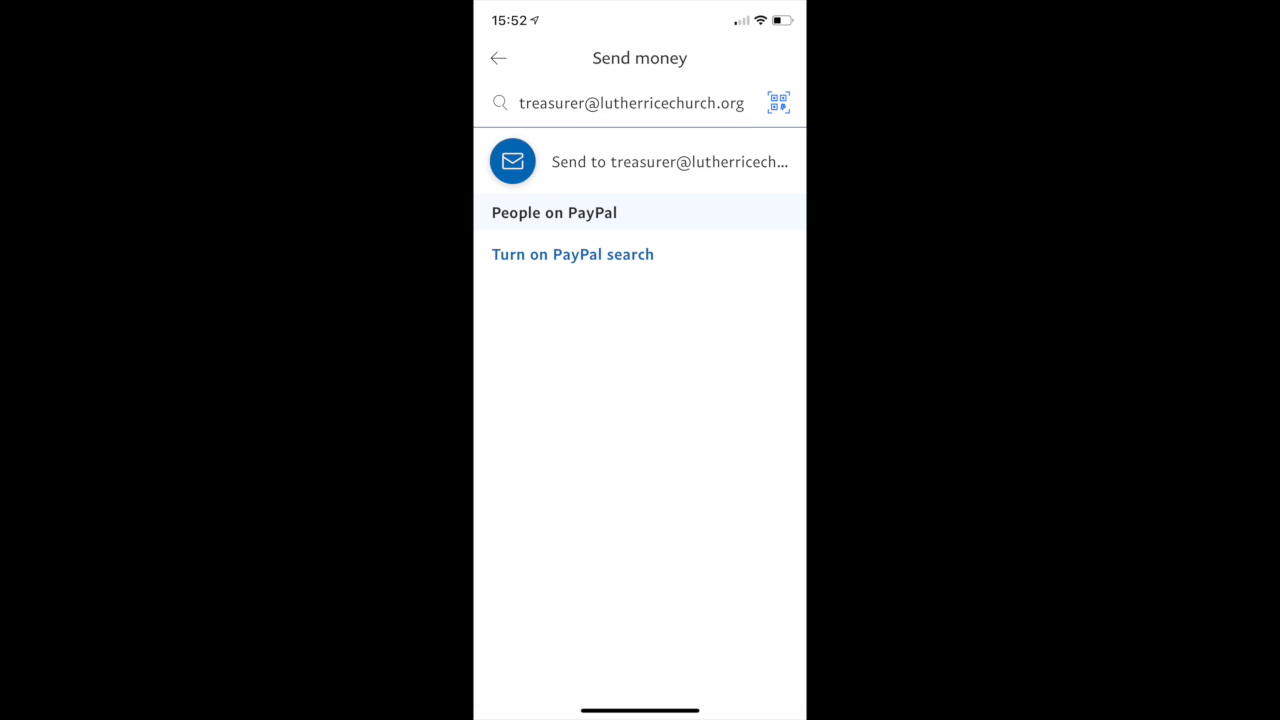 15:52
Send money
treasurer@lutherricechurch.org
Send to treasurer@lutherricech...
People on PayPal
Turn on PayPal search